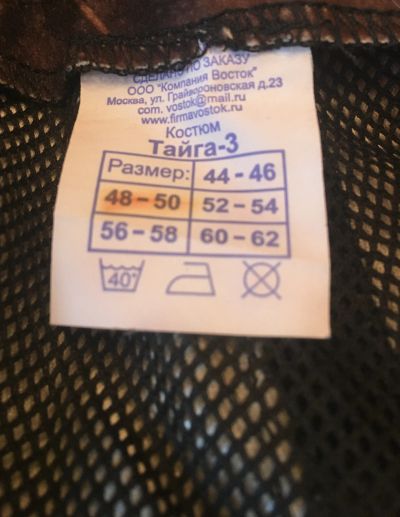 СДЕЛАНО ПО ЗАКАЗУ
ООО "Компания Восток"
Москва, ул. Грайвороновская д.23
com. vostok@mail.ru
www.firmavostok.ru
Костюм
Тайга-3
Размер: 44-46
48-50 52-54
56-58 60-62
40°